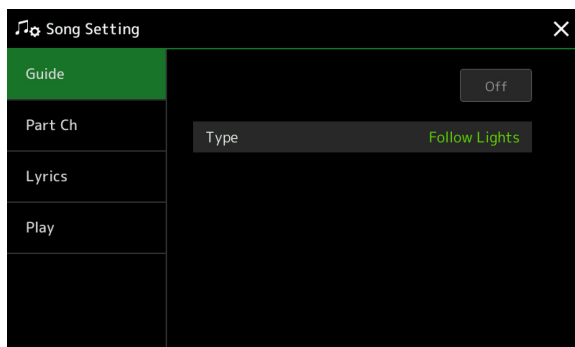 Song Setting
Guide
Off
Part Ch
Type Follow Lights
Lyrics
Play